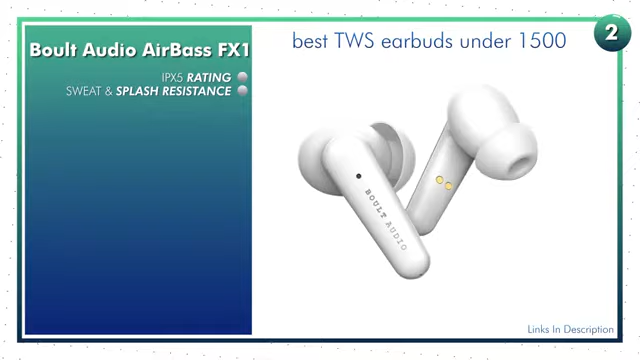 Boult Audio AirBass FX1
IPX5 RATING
SWEAT & SPLASH RESISTANCE
best TWS earbuds under 1500
2
BOULT AUDIO
Links In Description